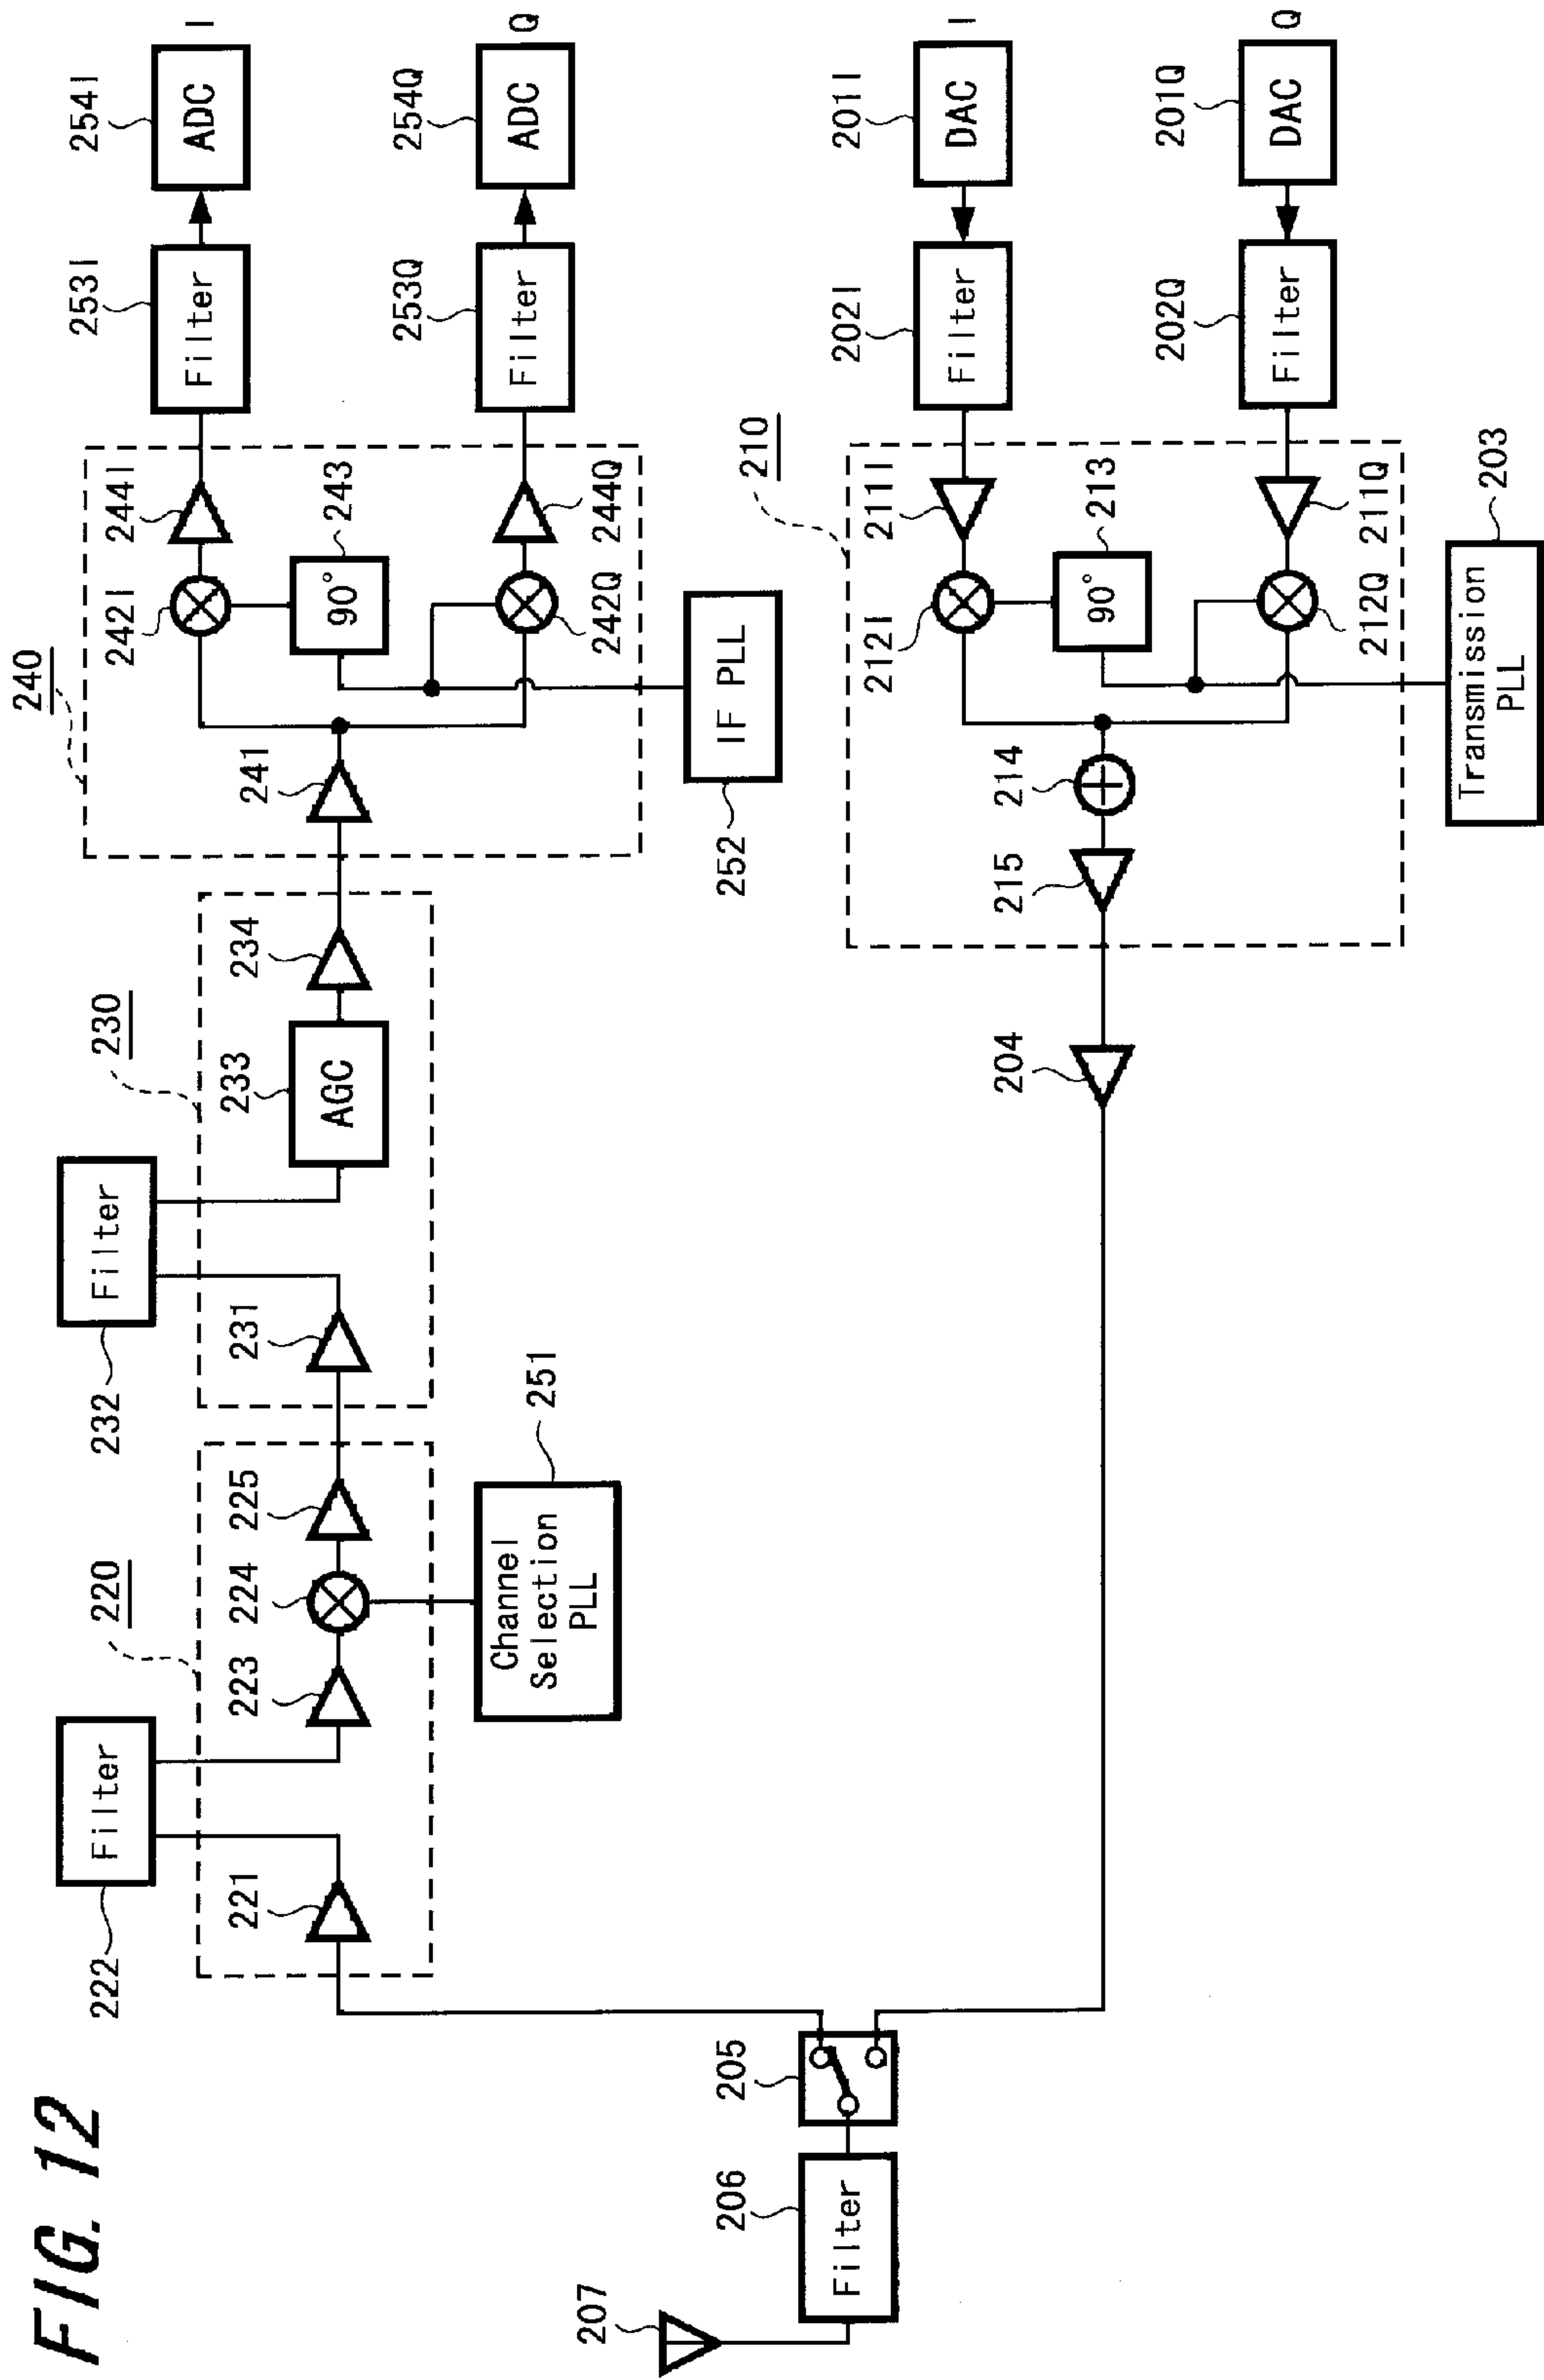 FIG. 12
220
230
240
222
Filter
232
Filter
221
223
224
225
231
233
AGC
234
241
242I
244I
253I
Filter
254I
ADC
I
243
90°
242Q
244Q
253Q
Filter
254Q
ADC
Q
251
Channel
Selection
PLL
252
IF PLL
207
206
Filter
205
204
210
215
214
212I
211I
202I
Filter
201I
DAC
I
213
90°
212Q
211Q
202Q
Filter
201Q
DAC
Q
203
Transmission
PLL